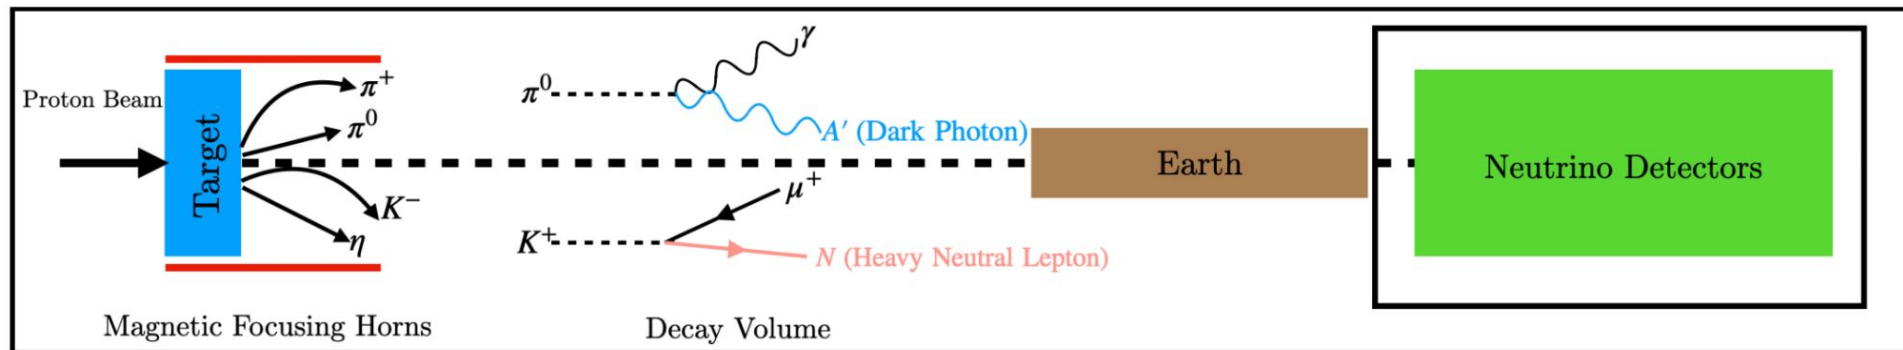 Proton Beam
Target
π⁺
π⁰
K⁻
η
Magnetic Focusing Horns
π⁰
γ
A′ (Dark Photon)
K⁺
μ⁺
N (Heavy Neutral Lepton)
Decay Volume
Earth
Neutrino Detectors